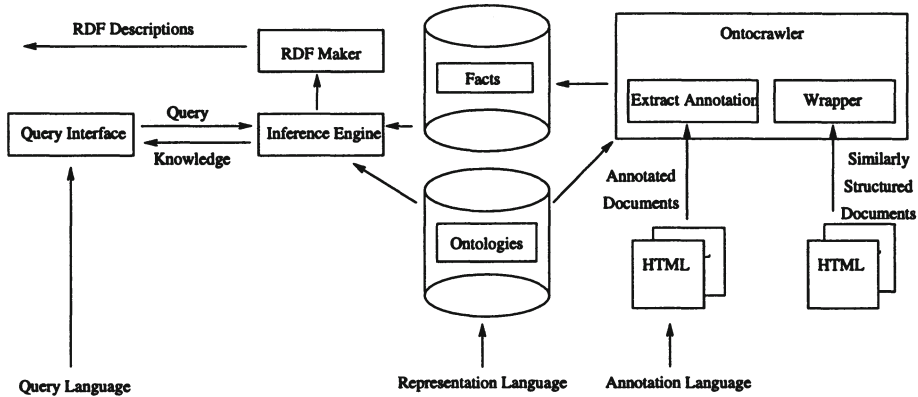 RDF Descriptions
RDF Maker
Facts
Ontocrawler
Extract Annotation
Wrapper
Query Interface
Query
Inference Engine
Knowledge
Annotated
Documents
Similarly
Structured
Documents
Ontologies
HTML
HTML
Query Language
Representation Language
Annotation Language